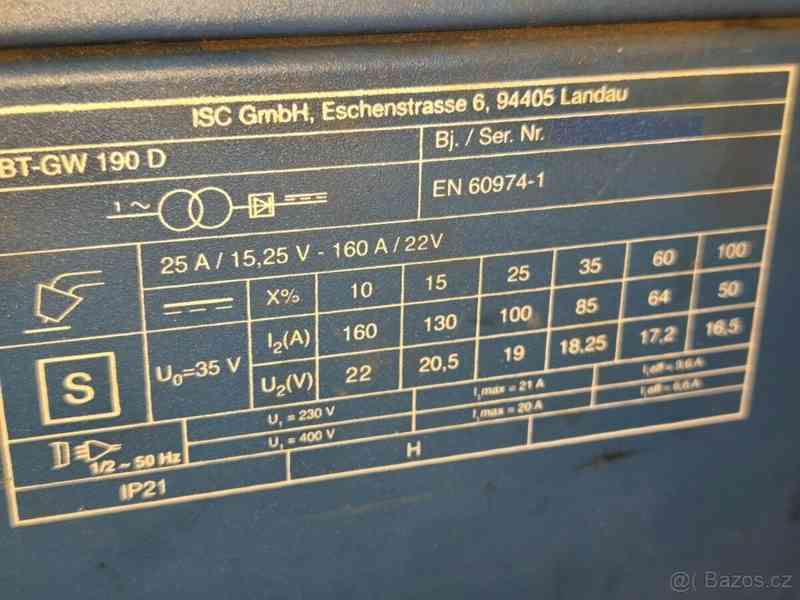 ISC GmbH, Eschenstrasse 6, 94405 Landau
BT-GW 190 D
Bj. / Ser. Nr.
1 ~
EN 60974-1
25 A / 15,25 V - 160 A / 22V
X% 10 15 25 35 60 100
I2(A) 160 130 100 85 64 50
U0=35 V
U2(V) 22 20,5 19 18,25 17,2 16,5
S
U1 = 230 V I1max = 21 A
U1 = 400 V I1max = 20 A I1eff = 6,6 A
1/2 ~ 50 Hz
IP21 H
@( Bazos.cz